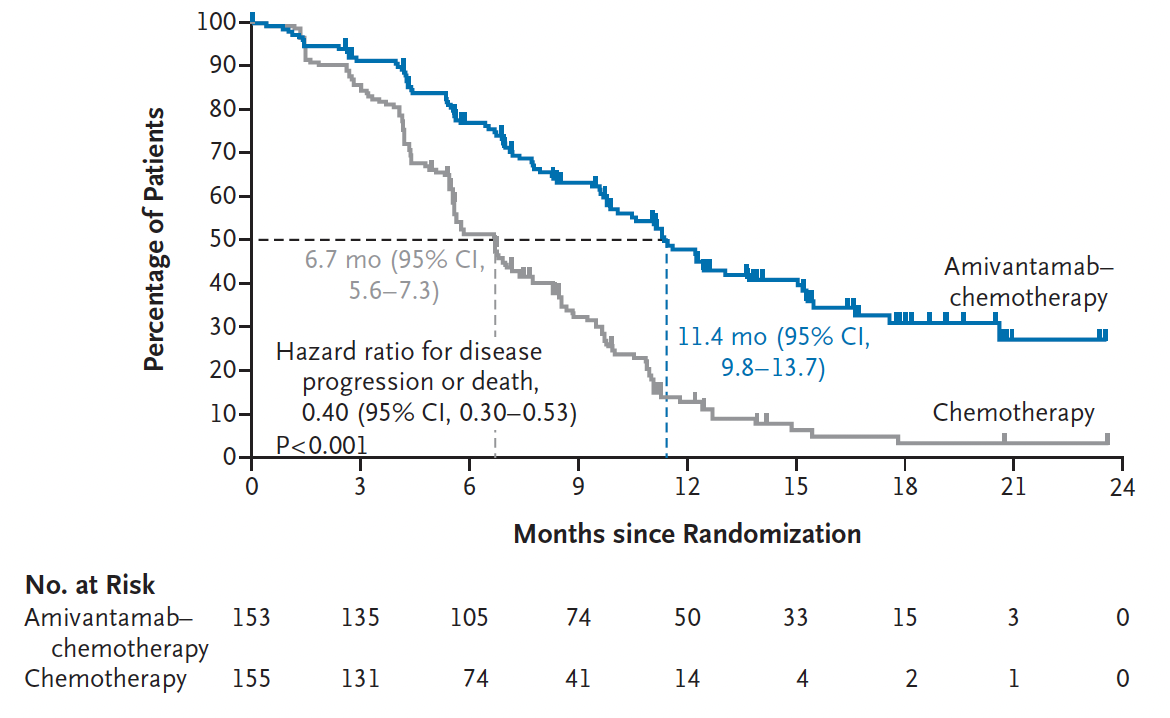 100
90
80
70
60
50
40
30
20
10
0
Percentage of Patients
6.7 mo (95% CI,
5.6–7.3)
11.4 mo (95% CI,
9.8–13.7)
Amivantamab–
chemotherapy
Chemotherapy
Hazard ratio for disease
progression or death,
0.40 (95% CI, 0.30–0.53)
P<0.001
0 3 6 9 12 15 18 21 24
Months since Randomization
No. at Risk
Amivantamab– 153 135 105 74 50 33 15 3 0
chemotherapy
Chemotherapy 155 131 74 41 14 4 2 1 0